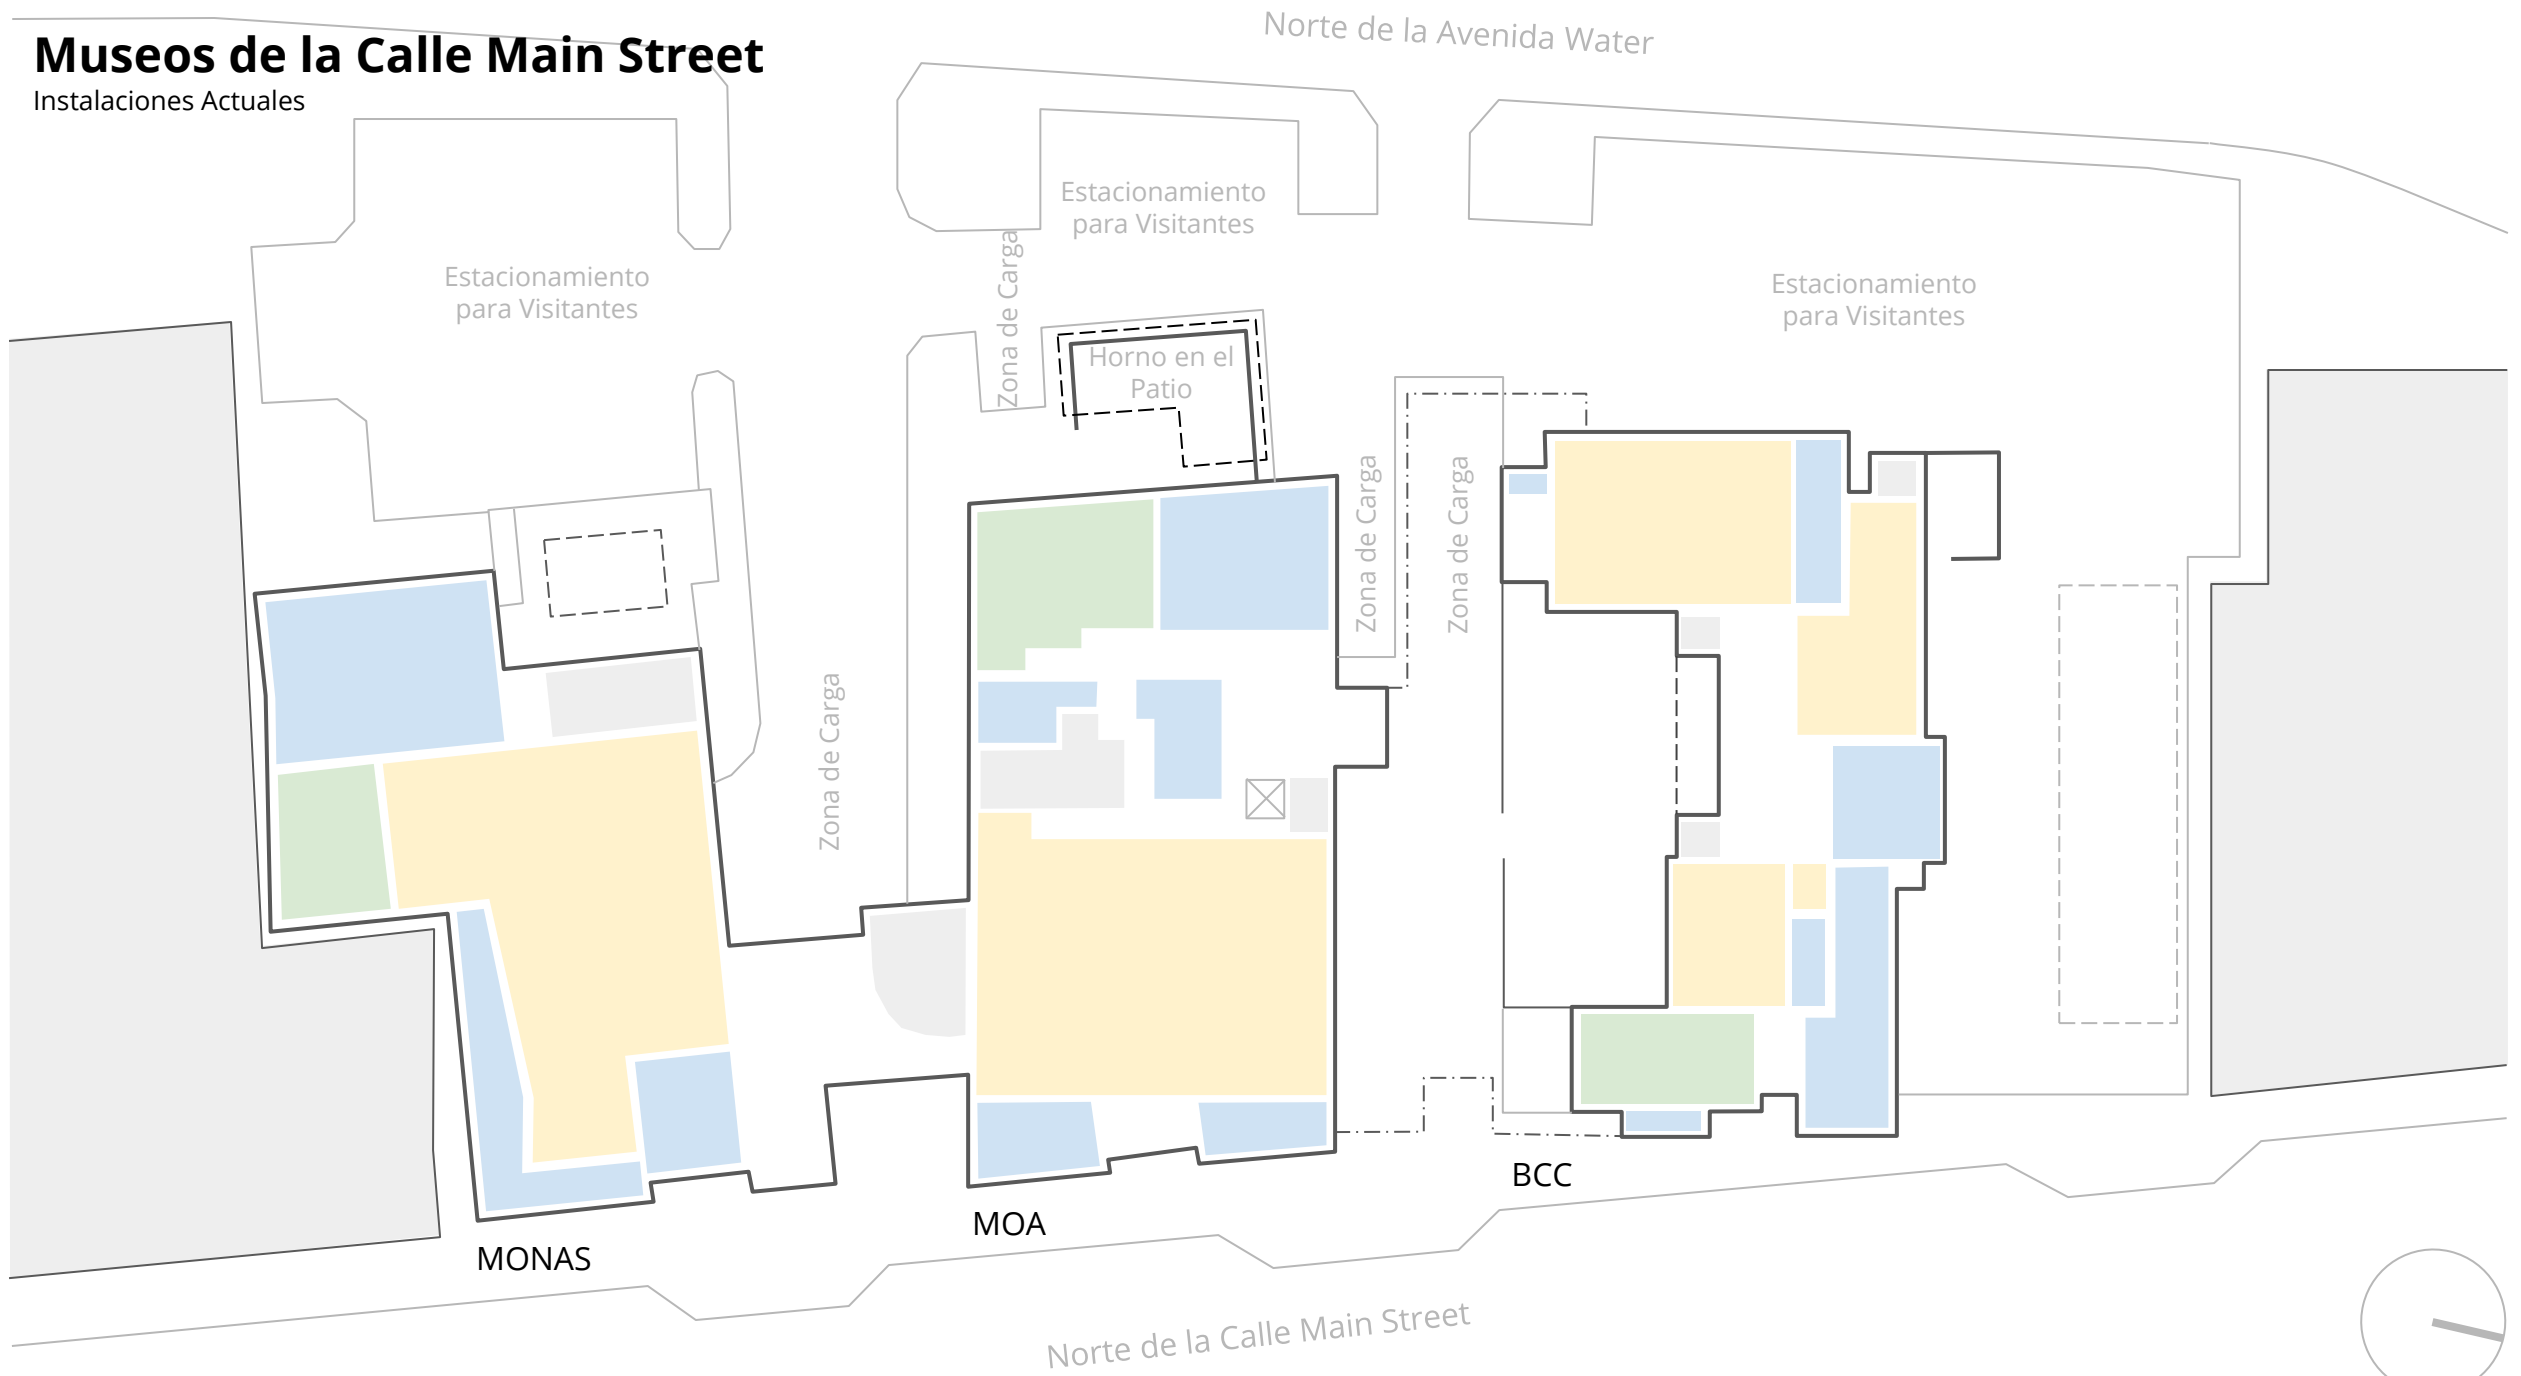 Museos de la Calle Main Street
Instalaciones Actuales
Norte de la Avenida Water
Estacionamiento
para Visitantes
Estacionamiento
para Visitantes
Estacionamiento
para Visitantes
Zona de Carga
Horno en el
Patio
Zona de Carga
Zona de Carga
Zona de Carga
BCC
MOA
MONAS
Norte de la Calle Main Street